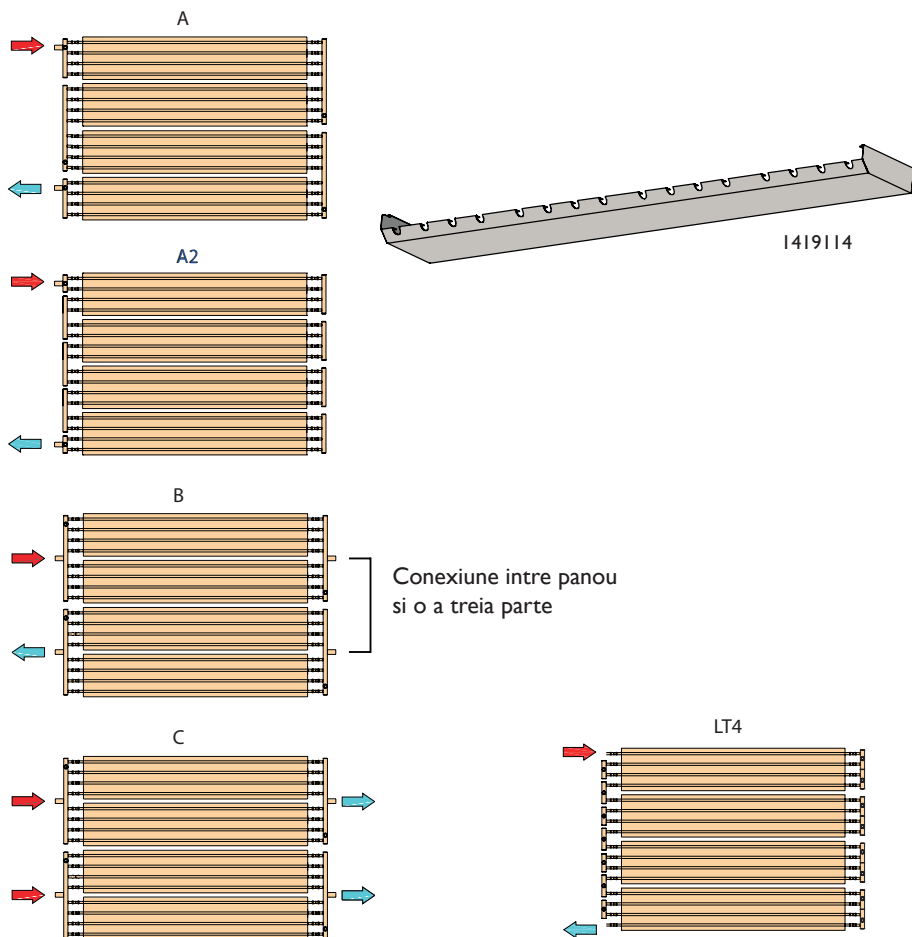 A
1419114
A2
B
Conexiune intre panou
si o a treia parte
C
LT4